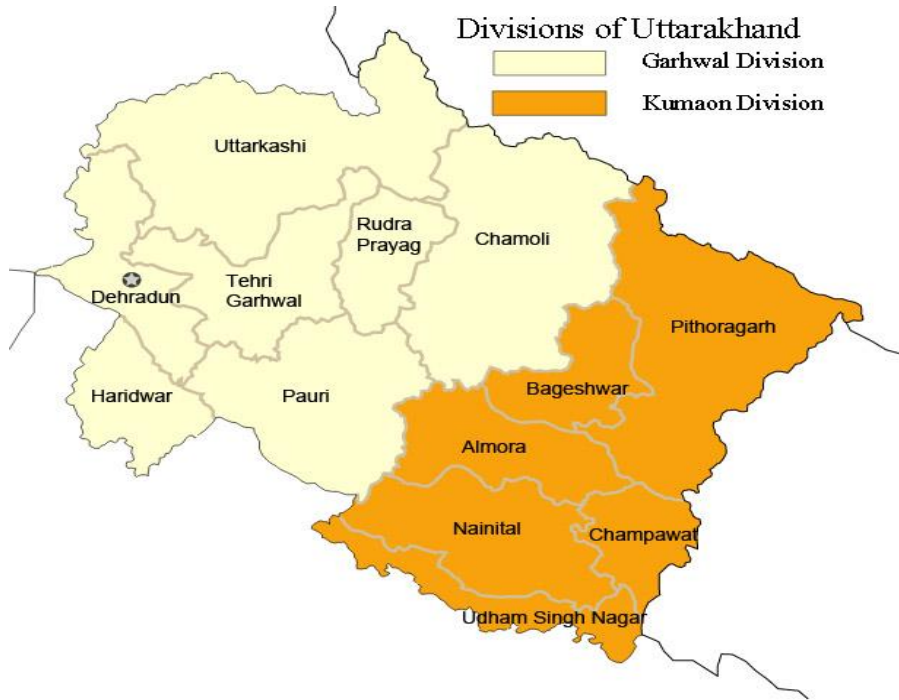 Divisions of Uttarakhand
Garhwal Division
Kumaon Division
Uttarkashi
Rudra
Prayag
Chamoli
Tehri
Garhwal
Dehradun
Pithoragarh
Haridwar
Pauri
Bageshwar
Almora
Nainital
Champawat
Udham Singh Nagar